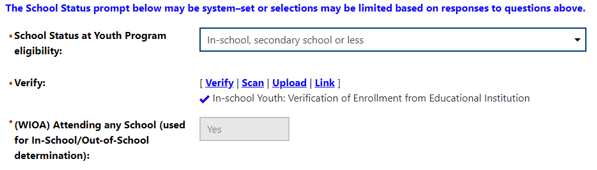 The School Status prompt below may be system–set or selections may be limited based on responses to questions above.
• School Status at Youth Program eligibility:
In-school, secondary school or less
• Verify:
[ Verify | Scan | Upload | Link ]
✔ In-school Youth: Verification of Enrollment from Educational Institution
* (WIOA) Attending any School (used for In-School/Out-of-School determination):
Yes